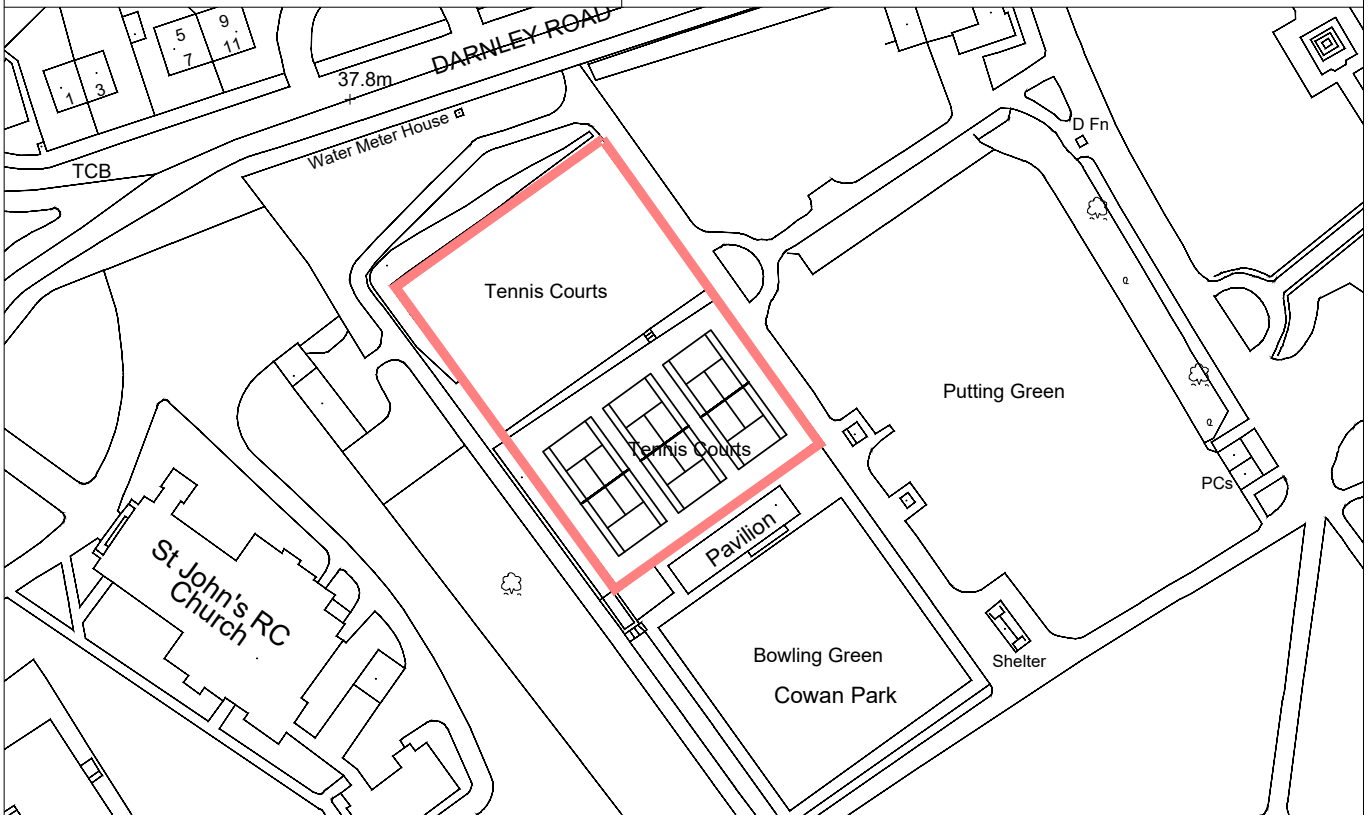 5
9
7
11
1
3
DARNLEY ROAD
37.8m
Water Meter House
TCB
D Fn
Tennis Courts
Putting Green
Tennis Courts
PCs
Pavilion
St John's RC
Church
Bowling Green
Shelter
Cowan Park